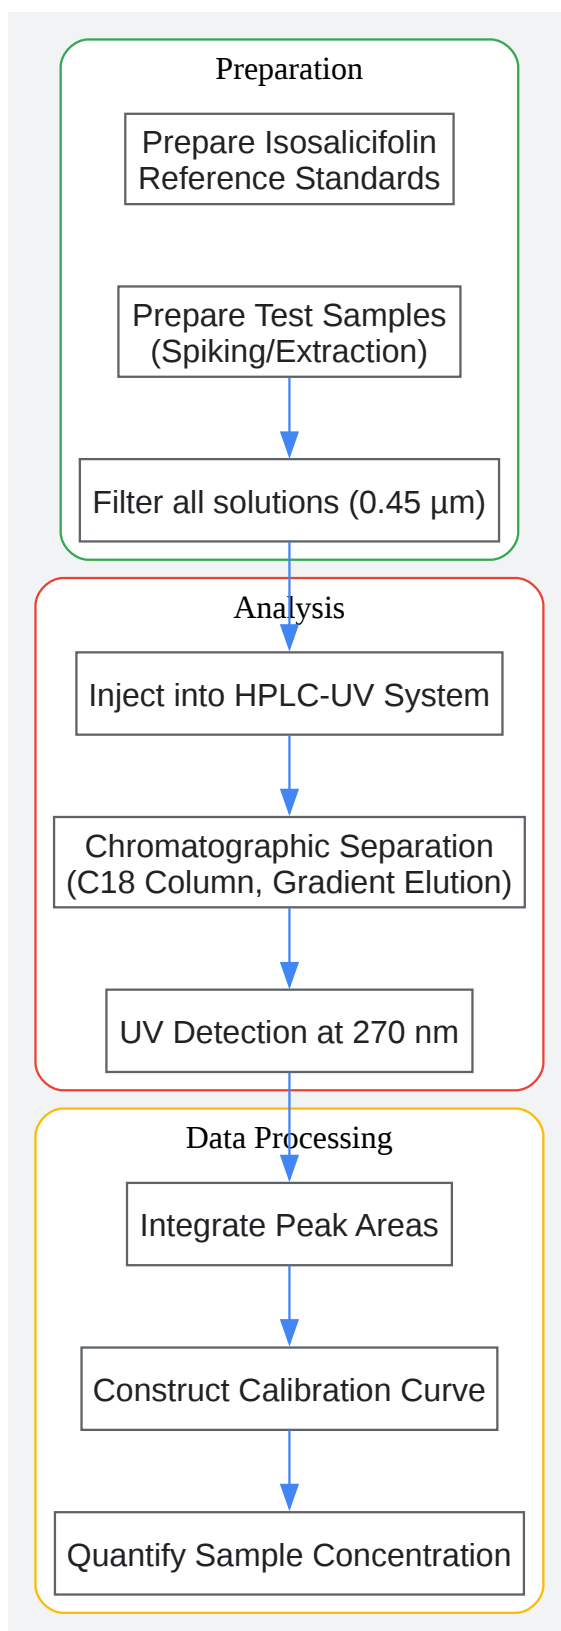 Preparation
Prepare Isosalicifolin
Reference Standards
Prepare Test Samples
(Spiking/Extraction)
Filter all solutions (0.45 µm)
Analysis
Inject into HPLC-UV System
Chromatographic Separation
(C18 Column, Gradient Elution)
UV Detection at 270 nm
Data Processing
Integrate Peak Areas
Construct Calibration Curve
Quantify Sample Concentration